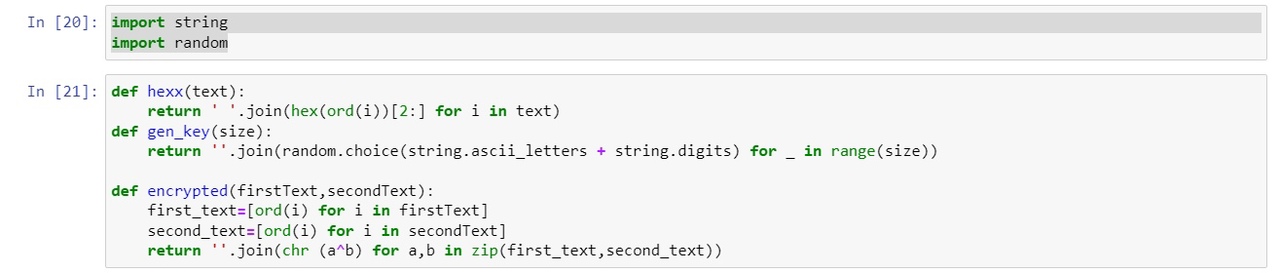 In [20]: import string
import random
In [21]: def hexx(text):
    return ' '.join(hex(ord(i))[2:] for i in text)
def gen_key(size):
    return ''.join(random.choice(string.ascii_letters + string.digits) for _ in range(size))
def encrypted(firstText,secondText):
    first_text=[ord(i) for i in firstText]
    second_text=[ord(i) for i in secondText]
    return ''.join(chr (a^b) for a,b in zip(first_text,second_text))